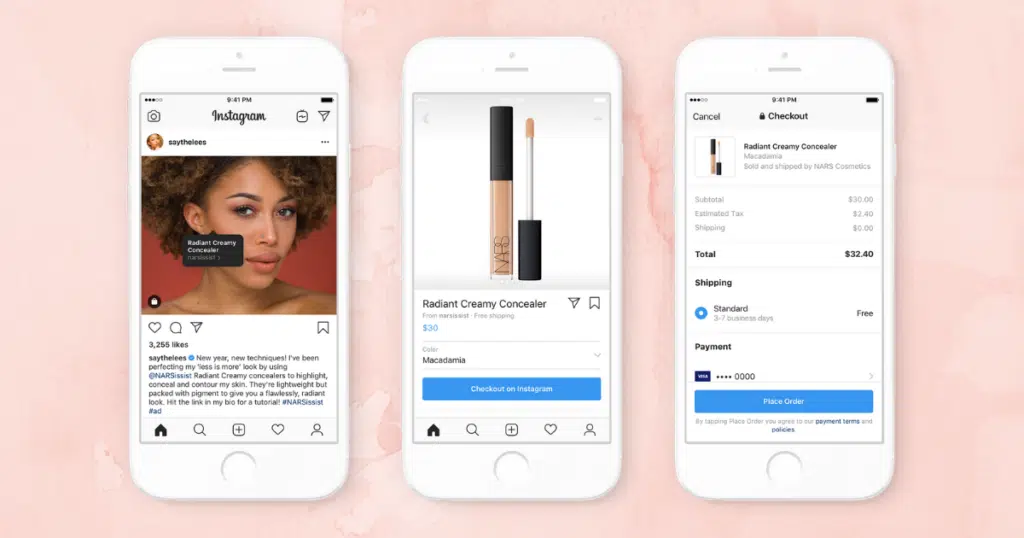 9:41 PM
Instagram
saythelees
Radiant Creamy
Concealer
narsissist
3,255 likes
saythelees New year, new techniques! I've been
perfecting my 'less is more' look by using
@NARSissist Radiant Creamy concealers to highlight,
conceal and contour my skin. They're lightweight but
packed with pigment to give you a flawlessly, radiant
look. Hit the link in my bio for a tutorial! #NARSissist
#ad
9:41 PM
NARS
Radiant Creamy Concealer
From narsissist · Free shipping
$30
Color
Macadamia
Checkout on Instagram
9:41 PM
Cancel
Checkout
Radiant Creamy Concealer
Macadamia
Sold and shipped by NARS Cosmetics
Subtotal $30.00
Estimated Tax $2.40
Shipping $0.00
Total $32.40
Shipping
Standard
3-7 business days
Free
Payment
VISA •••• 0000
Place Order
By tapping Place Order you agree to our payment terms and
policies.